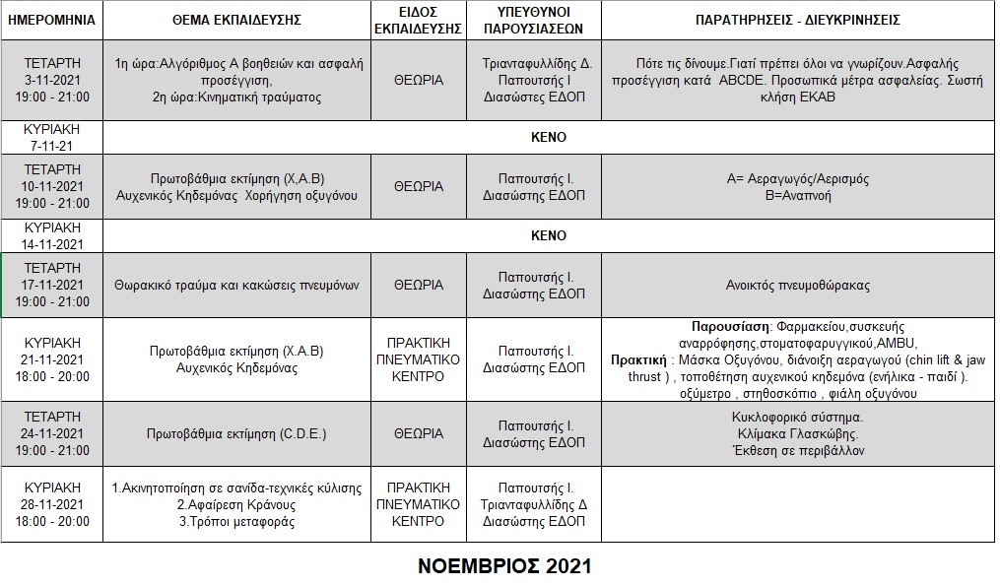 ΗΜΕΡΟΜΗΝΙΑ
ΘΕΜΑ ΕΚΠΑΙΔΕΥΣΗΣ
ΕΙΔΟΣ
ΕΚΠΑΙΔΕΥΣΗΣ
ΥΠΕΥΘΥΝΟΙ
ΠΑΡΟΥΣΙΑΣΕΩΝ
ΠΑΡΑΤΗΡΗΣΕΙΣ - ΔΙΕΥΚΡΙΝΗΣΕΙΣ
ΤΕΤΑΡΤΗ
3-11-2021
19:00 - 21:00
1η ώρα:Αλγόριθμος Α βοηθειών και ασφαλή
προσέγγιση,
2η ώρα:Κινηματική τραύματος
ΘΕΩΡΙΑ
Τριανταφυλλίδης Δ.
Παπουτσής Ι
Διασώστες ΕΔΟΠ
Πότε τις δίνουμε.Γιατί πρέπει όλοι να γνωρίζουν.Ασφαλής
προσέγγιση κατά  ABCDE. Προσωπικά μέτρα ασφαλείας. Σωστή
κλήση ΕΚΑΒ
ΚΥΡΙΑΚΗ
7-11-21
ΚΕΝΟ
ΤΕΤΑΡΤΗ
10-11-2021
19:00 - 21:00
Πρωτοβάθμια εκτίμηση (Χ,Α.Β)
Αυχενικός Κηδεμόνας  Χορήγηση οξυγόνου
ΘΕΩΡΙΑ
Παπουτσής Ι.
Διασώστης ΕΔΟΠ
Α= Αεραγωγός/Αερισμός
Β=Αναπνοή
ΚΥΡΙΑΚΗ
14-11-2021
ΚΕΝΟ
ΤΕΤΑΡΤΗ
17-11-2021
19:00 - 21:00
Θωρακικό τραύμα και κακώσεις πνευμόνων
ΘΕΩΡΙΑ
Παπουτσής Ι.
Διασώστης ΕΔΟΠ
Ανοικτός πνευμοθώρακας
ΚΥΡΙΑΚΗ
21-11-2021
18:00 - 20:00
Πρωτοβάθμια εκτίμηση (Χ.Α.Β)
Αυχενικός Κηδεμόνας
ΠΡΑΚΤΙΚΗ
ΠΝΕΥΜΑΤΙΚΟ
ΚΕΝΤΡΟ
Παπουτσής Ι.
Διασώστης ΕΔΟΠ
Παρουσίαση: Φαρμακείου,συσκευής
αναρρόφησης,στοματοφαρυγγικού,AMBU,
Πρακτική : Μάσκα Οξυγόνου, διάνοιξη αεραγωγού (chin lift & jaw
thrust ) , τοποθέτηση αυχενικού κηδεμόνα (ενήλικα - παιδί ).
οξύμετρο , στηθοσκόπιο , φιάλη οξυγόνου
ΤΕΤΑΡΤΗ
24-11-2021
19:00 - 21:00
Πρωτοβάθμια εκτίμηση (C.D.E.)
ΘΕΩΡΙΑ
Παπουτσής Ι.
Διασώστης ΕΔΟΠ
Κυκλοφορικό σύστημα.
Κλίμακα Γλασκώβης.
Έκθεση σε περιβάλλον
ΚΥΡΙΑΚΗ
28-11-2021
18:00 - 20:00
1.Ακινητοποίηση σε σανίδα-τεχνικές κύλισης
2.Αφαίρεση Κράνους
3.Τρόποι μεταφοράς
ΠΡΑΚΤΙΚΗ
ΠΝΕΥΜΑΤΙΚΟ
ΚΕΝΤΡΟ
Παπουτσής Ι.
Τριανταφυλλίδης Δ
Διασώστης ΕΔΟΠ
ΝΟΕΜΒΡΙΟΣ 2021